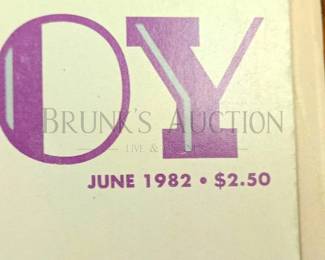 OY
BRUNK'S AUCTION
LIVE &
JUNE 1982 • $2.50